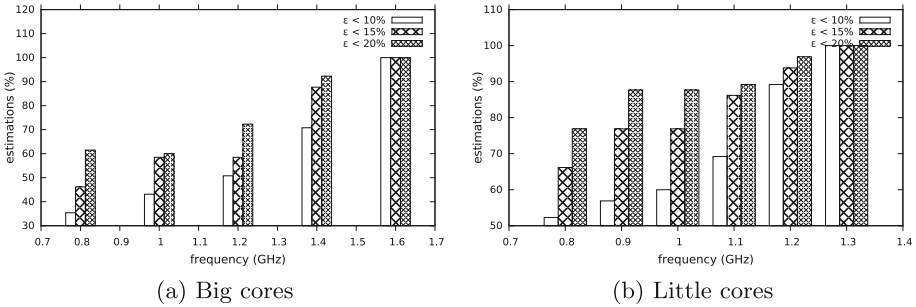 120
110
100
90
80
70
60
50
40
30
estimations (%)
ε < 10%
ε < 15%
ε < 20%
0.7 0.8 0.9 1 1.1 1.2 1.3 1.4 1.5 1.6 1.7
frequency (GHz)
(a) Big cores
110
100
90
80
70
60
50
estimations (%)
ε < 10%
ε < 15%
ε < 20%
0.7 0.8 0.9 1 1.1 1.2 1.3 1.4
frequency (GHz)
(b) Little cores